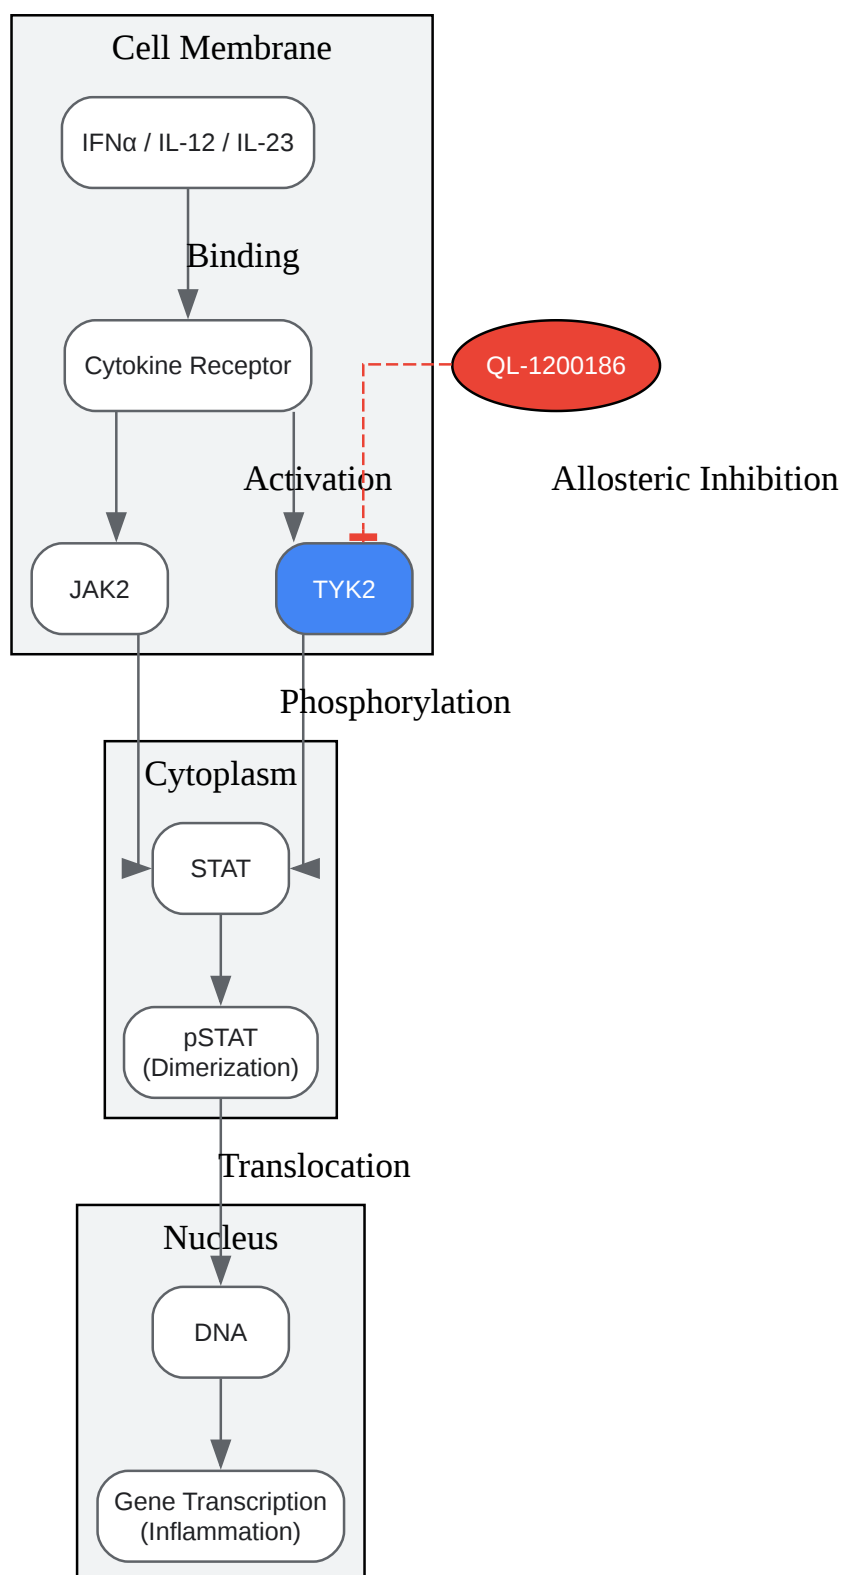 Cell Membrane
IFNα / IL-12 / IL-23
Binding
Cytokine Receptor
QL-1200186
Activation
Allosteric Inhibition
JAK2
TYK2
Phosphorylation
Cytoplasm
STAT
pSTAT
(Dimerization)
Translocation
Nucleus
DNA
Gene Transcription
(Inflammation)